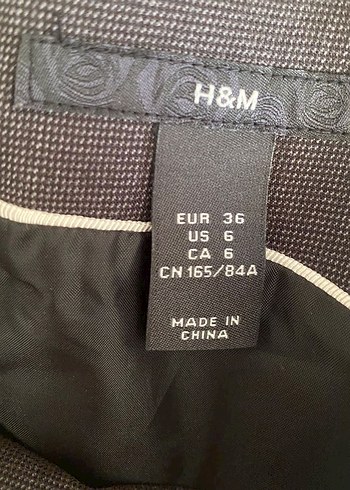 H&M
EUR 36
US 6
CA 6
CN 165/84A
MADE IN
CHINA